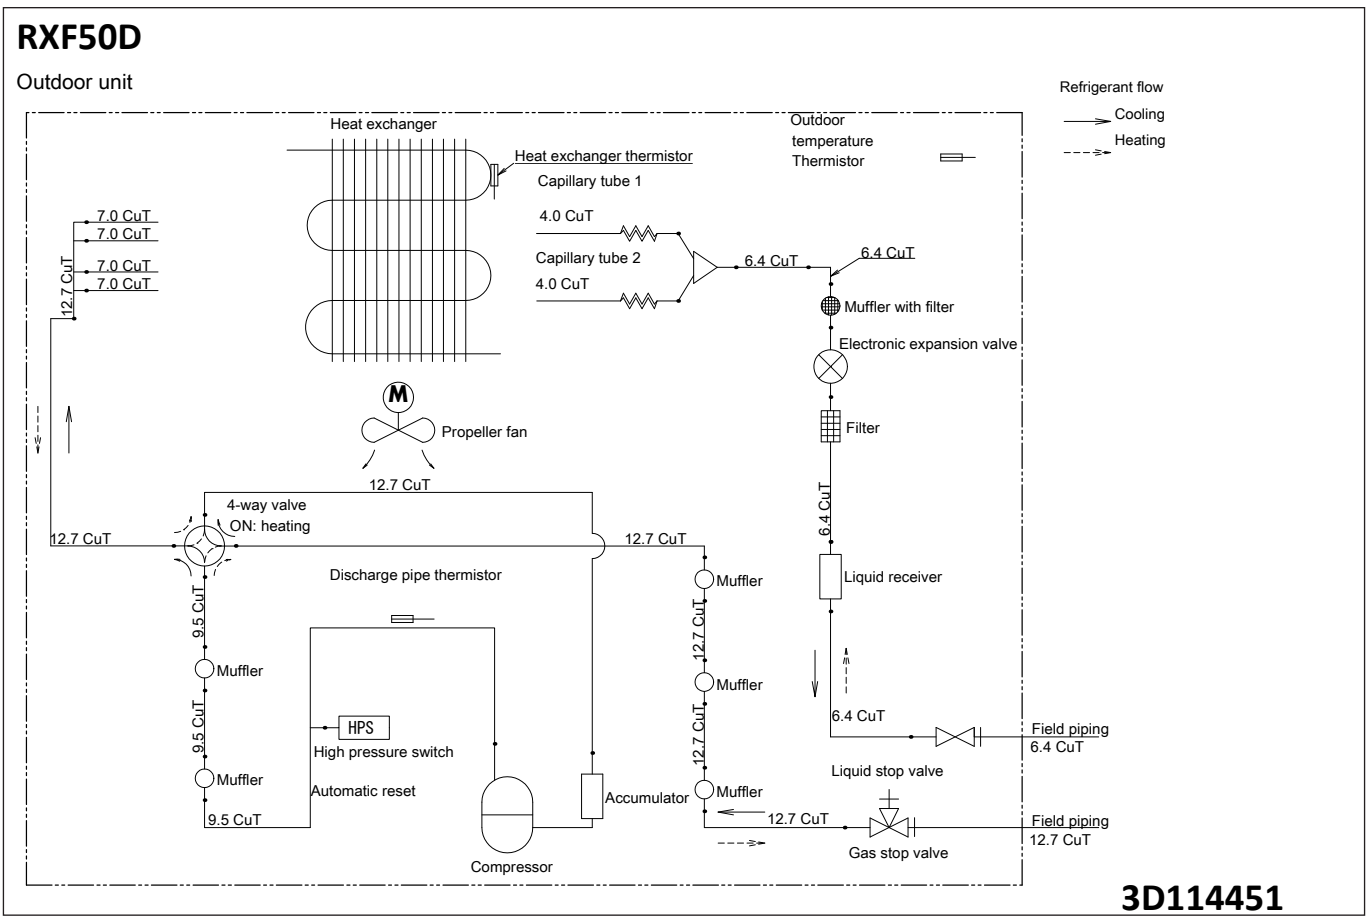 RXF50D
Outdoor unit
Refrigerant flow
Cooling
Heating
Heat exchanger
Outdoor
temperature
Thermistor
Heat exchanger thermistor
Capillary tube 1
4.0 CuT
Capillary tube 2
4.0 CuT
7.0 CuT
7.0 CuT
7.0 CuT
7.0 CuT
12.7 CuT
6.4 CuT
6.4 CuT
Muffler with filter
Electronic expansion valve
M
Propeller fan
Filter
12.7 CuT
4-way valve
ON: heating
12.7 CuT
12.7 CuT
6.4 CuT
Discharge pipe thermistor
Muffler
Liquid receiver
9.5 CuT
12.7 CuT
Muffler
Muffler
9.5 CuT
12.7 CuT
6.4 CuT
HPS
High pressure switch
Automatic reset
Field piping
6.4 CuT
Liquid stop valve
Muffler
Muffler
Accumulator
9.5 CuT
12.7 CuT
Field piping
12.7 CuT
Gas stop valve
Compressor
3D114451